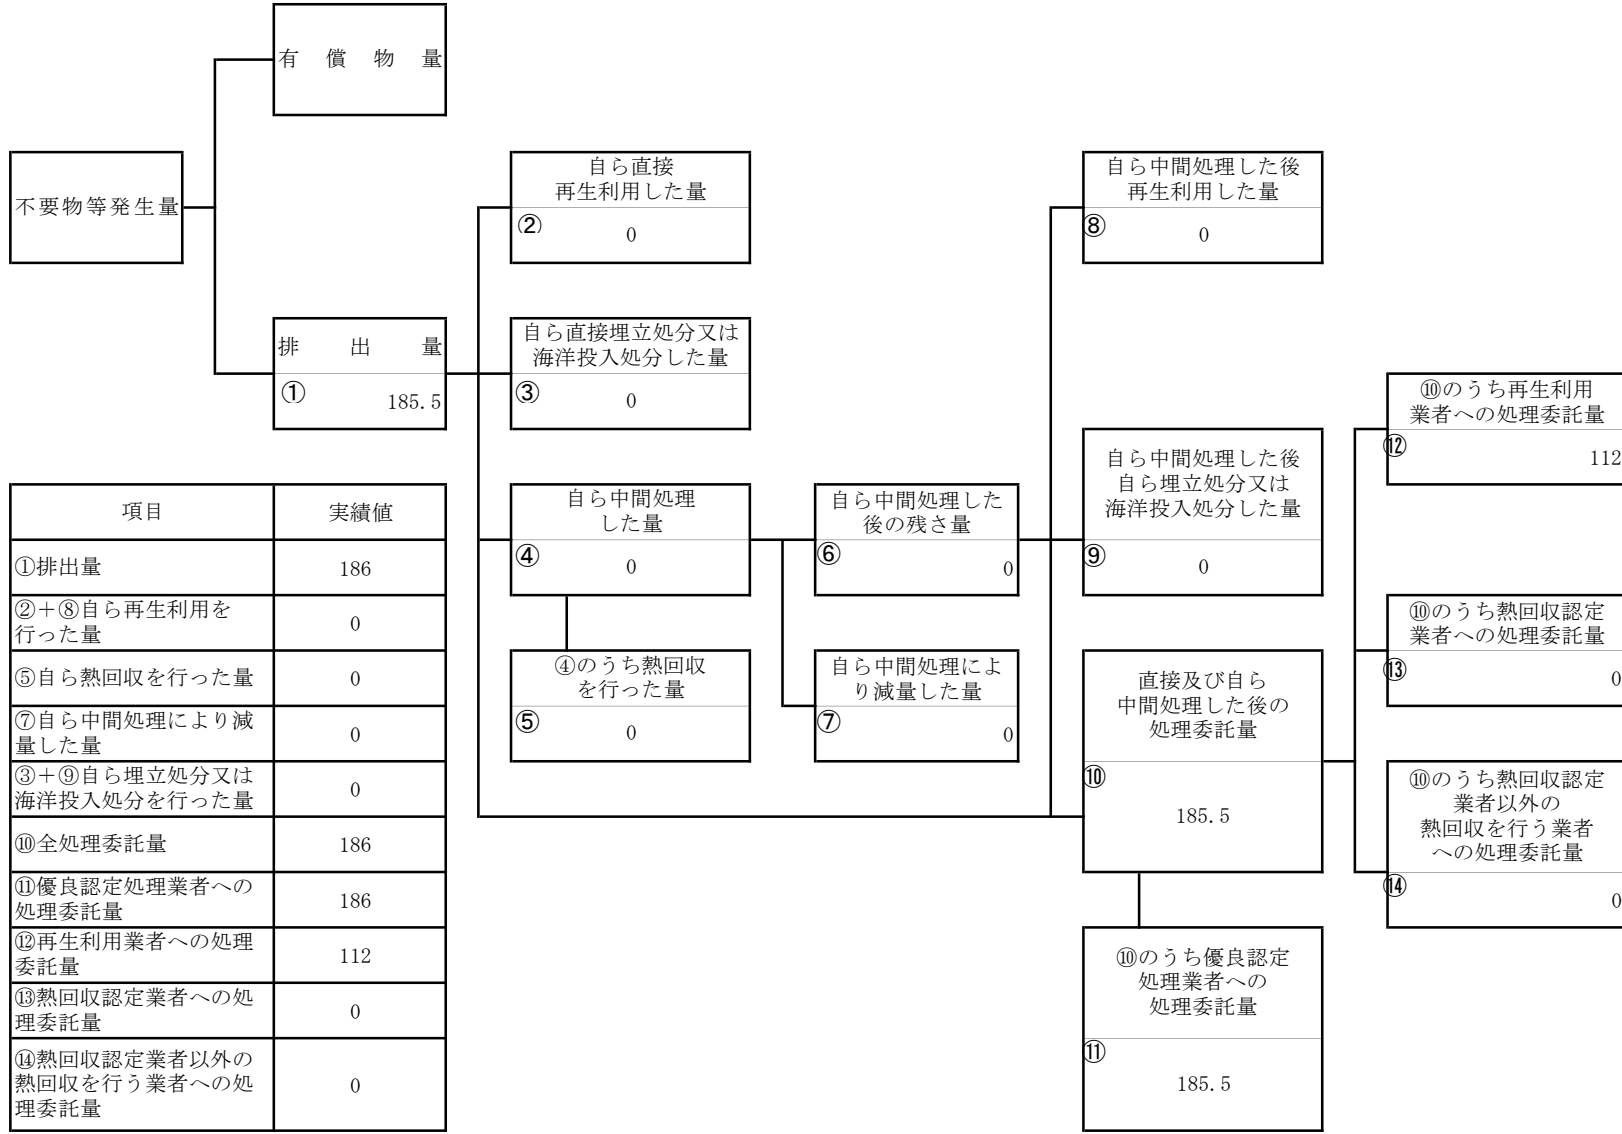 有償物量
不要物等発生量
排出量
①
185.5
自ら直接
再生利用した量
②
0
自ら直接埋立処分又は
海洋投入処分した量
③
0
自ら中間処理
した量
④
0
④のうち熱回収
を行った量
⑤
0
自ら中間処理した
後の残さ量
⑥
0
自ら中間処理によ
り減量した量
⑦
0
自ら中間処理した後
再生利用した量
⑧
0
自ら中間処理した後
自ら埋立処分又は
海洋投入処分した量
⑨
0
直接及び自ら
中間処理した後の
処理委託量
⑩
185.5
⑩のうち優良認定
処理業者への
処理委託量
⑪
185.5
⑩のうち再生利用
業者への処理委託量
⑫
112
⑩のうち熱回収認定
業者への処理委託量
⑬
0
⑩のうち熱回収認定
業者以外の
熱回収を行う業者
への処理委託量
⑭
0
項目 実績値
①排出量 186
②＋⑧自ら再生利用を
行った量 0
⑤自ら熱回収を行った量 0
⑦自ら中間処理により減
量した量 0
③＋⑨自ら埋立処分又は
海洋投入処分を行った量 0
⑩全処理委託量 186
⑪優良認定処理業者への
処理委託量 186
⑫再生利用業者への処理
委託量 112
⑬熱回収認定業者への処
理委託量 0
⑭熱回収認定業者以外の
熱回収を行う業者への処
理委託量 0